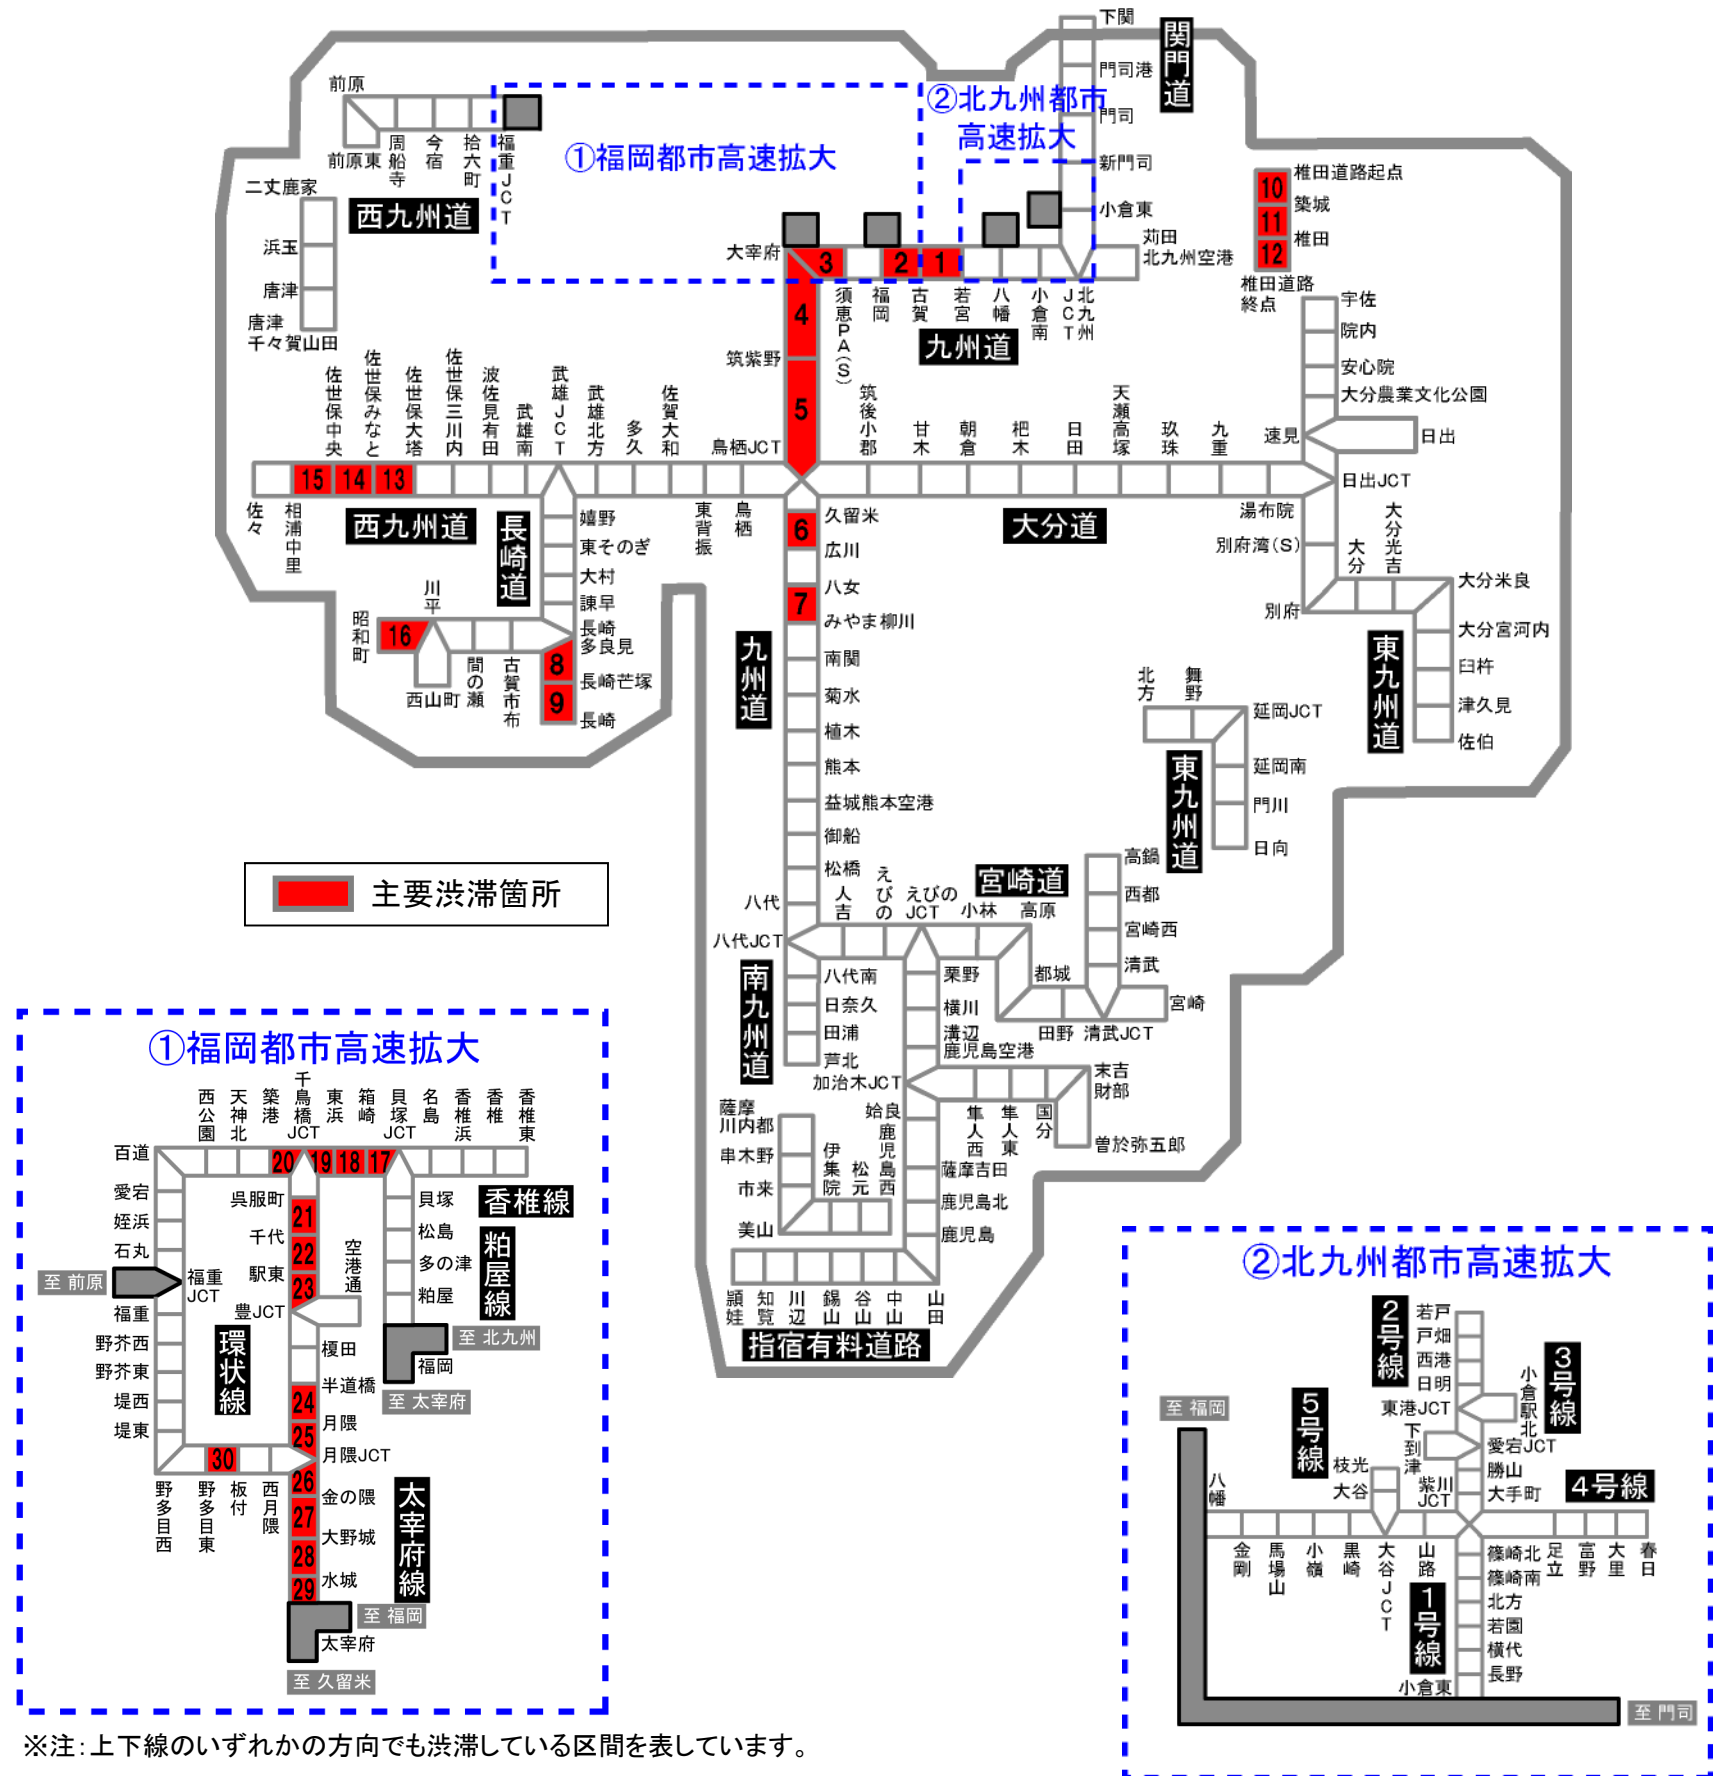 下関
門司港
門司
新門司
小倉東
関門道
②北九州都市
高速拡大
①福岡都市高速拡大
前原
前原東
周船寺
今宿
拾六町
福重JCT
西九州道
二丈鹿家
浜玉
唐津
唐津
千々賀山田
10
11
12
椎田道路起点
築城
椎田
椎田道路
終点
苅田
北九州空港
大宰府
3
2
1
4
5
須恵PA(S)
福岡
古賀
若宮
八幡
小倉南
北九州
JCT
九州道
筑紫野
宇佐
院内
安心院
大分農業文化公園
速見
日出
日出JCT
佐世保中央
佐世保みなと
佐世保大塔
佐世保三川内
波佐見有田
武雄南
武雄JCT
武雄北方
多久
佐賀大和
鳥栖JCT
筑後小郡
甘木
朝倉
杷木
日田
天瀬高塚
玖珠
九重
15
14
13
佐々
相浦中里
西九州道
長崎道
東背振
鳥栖
大分道
湯布院
別府湾(S)
別府
大分
大分光吉
大分米良
大分宮河内
臼杵
津久見
佐伯
東九州道
嬉野
東そのぎ
大村
諫早
長崎
多良見
長崎芒塚
長崎
8
9
昭和町
16
川平
西山町
間の瀬
古賀市布
6
7
久留米
広川
八女
みやま柳川
九州道
南関
菊水
植木
熊本
益城熊本空港
御船
松橋
八代
八代JCT
北方
舞野
延岡JCT
延岡南
門川
日向
東九州道
主要渋滞箇所
人吉
えびの
えびの
JCT
小林
高原
宮崎道
高鍋
西都
宮崎西
清武
宮崎
都城
田野
清武JCT
南九州道
八代南
日奈久
田浦
芦北
栗野
横川
溝辺
鹿児島空港
加治木JCT
末吉
財部
隼人西
隼人東
国分
曽於弥五郎
姶良
薩摩
川内都
串木野
市来
美山
伊集院
松元
鹿児島西
薩摩吉田
鹿児島北
鹿児島
頴娃
知覧
川辺
錫山
谷山
中山
山田
指宿有料道路
①福岡都市高速拡大
西公園
天神北
築港
千鳥橋
JCT
東浜
箱崎
貝塚
JCT
名島
香椎浜
香椎
香椎東
百道
20
19
18
17
愛宕
姪浜
石丸
至 前原
福重
JCT
福重
野芥西
野芥東
堤西
堤東
環状線
呉服町
千代
駅東
豊JCT
21
22
23
空港通
榎田
半道橋
月隈
月隈JCT
24
25
貝塚
松島
多の津
粕屋
香椎線
粕屋線
至 北九州
福岡
至 太宰府
30
野多目西
野多目東
板付
西月隈
26
27
28
29
金の隈
大野城
水城
太宰府線
至 福岡
太宰府
至 久留米
②北九州都市高速拡大
2号線
若戸
戸畑
西港
日明
東港JCT
小倉駅北
3号線
至 福岡
5号線
下到津
愛宕JCT
勝山
大手町
枝光
大谷
紫川
JCT
4号線
八幡
金剛
馬場山
小嶺
黒崎
大谷JCT
山路
篠崎北
篠崎南
北方
若園
横代
長野
足立
富野
大里
春日
1号線
小倉東
至 門司
※注:上下線のいずれかの方向でも渋滞している区間を表しています。